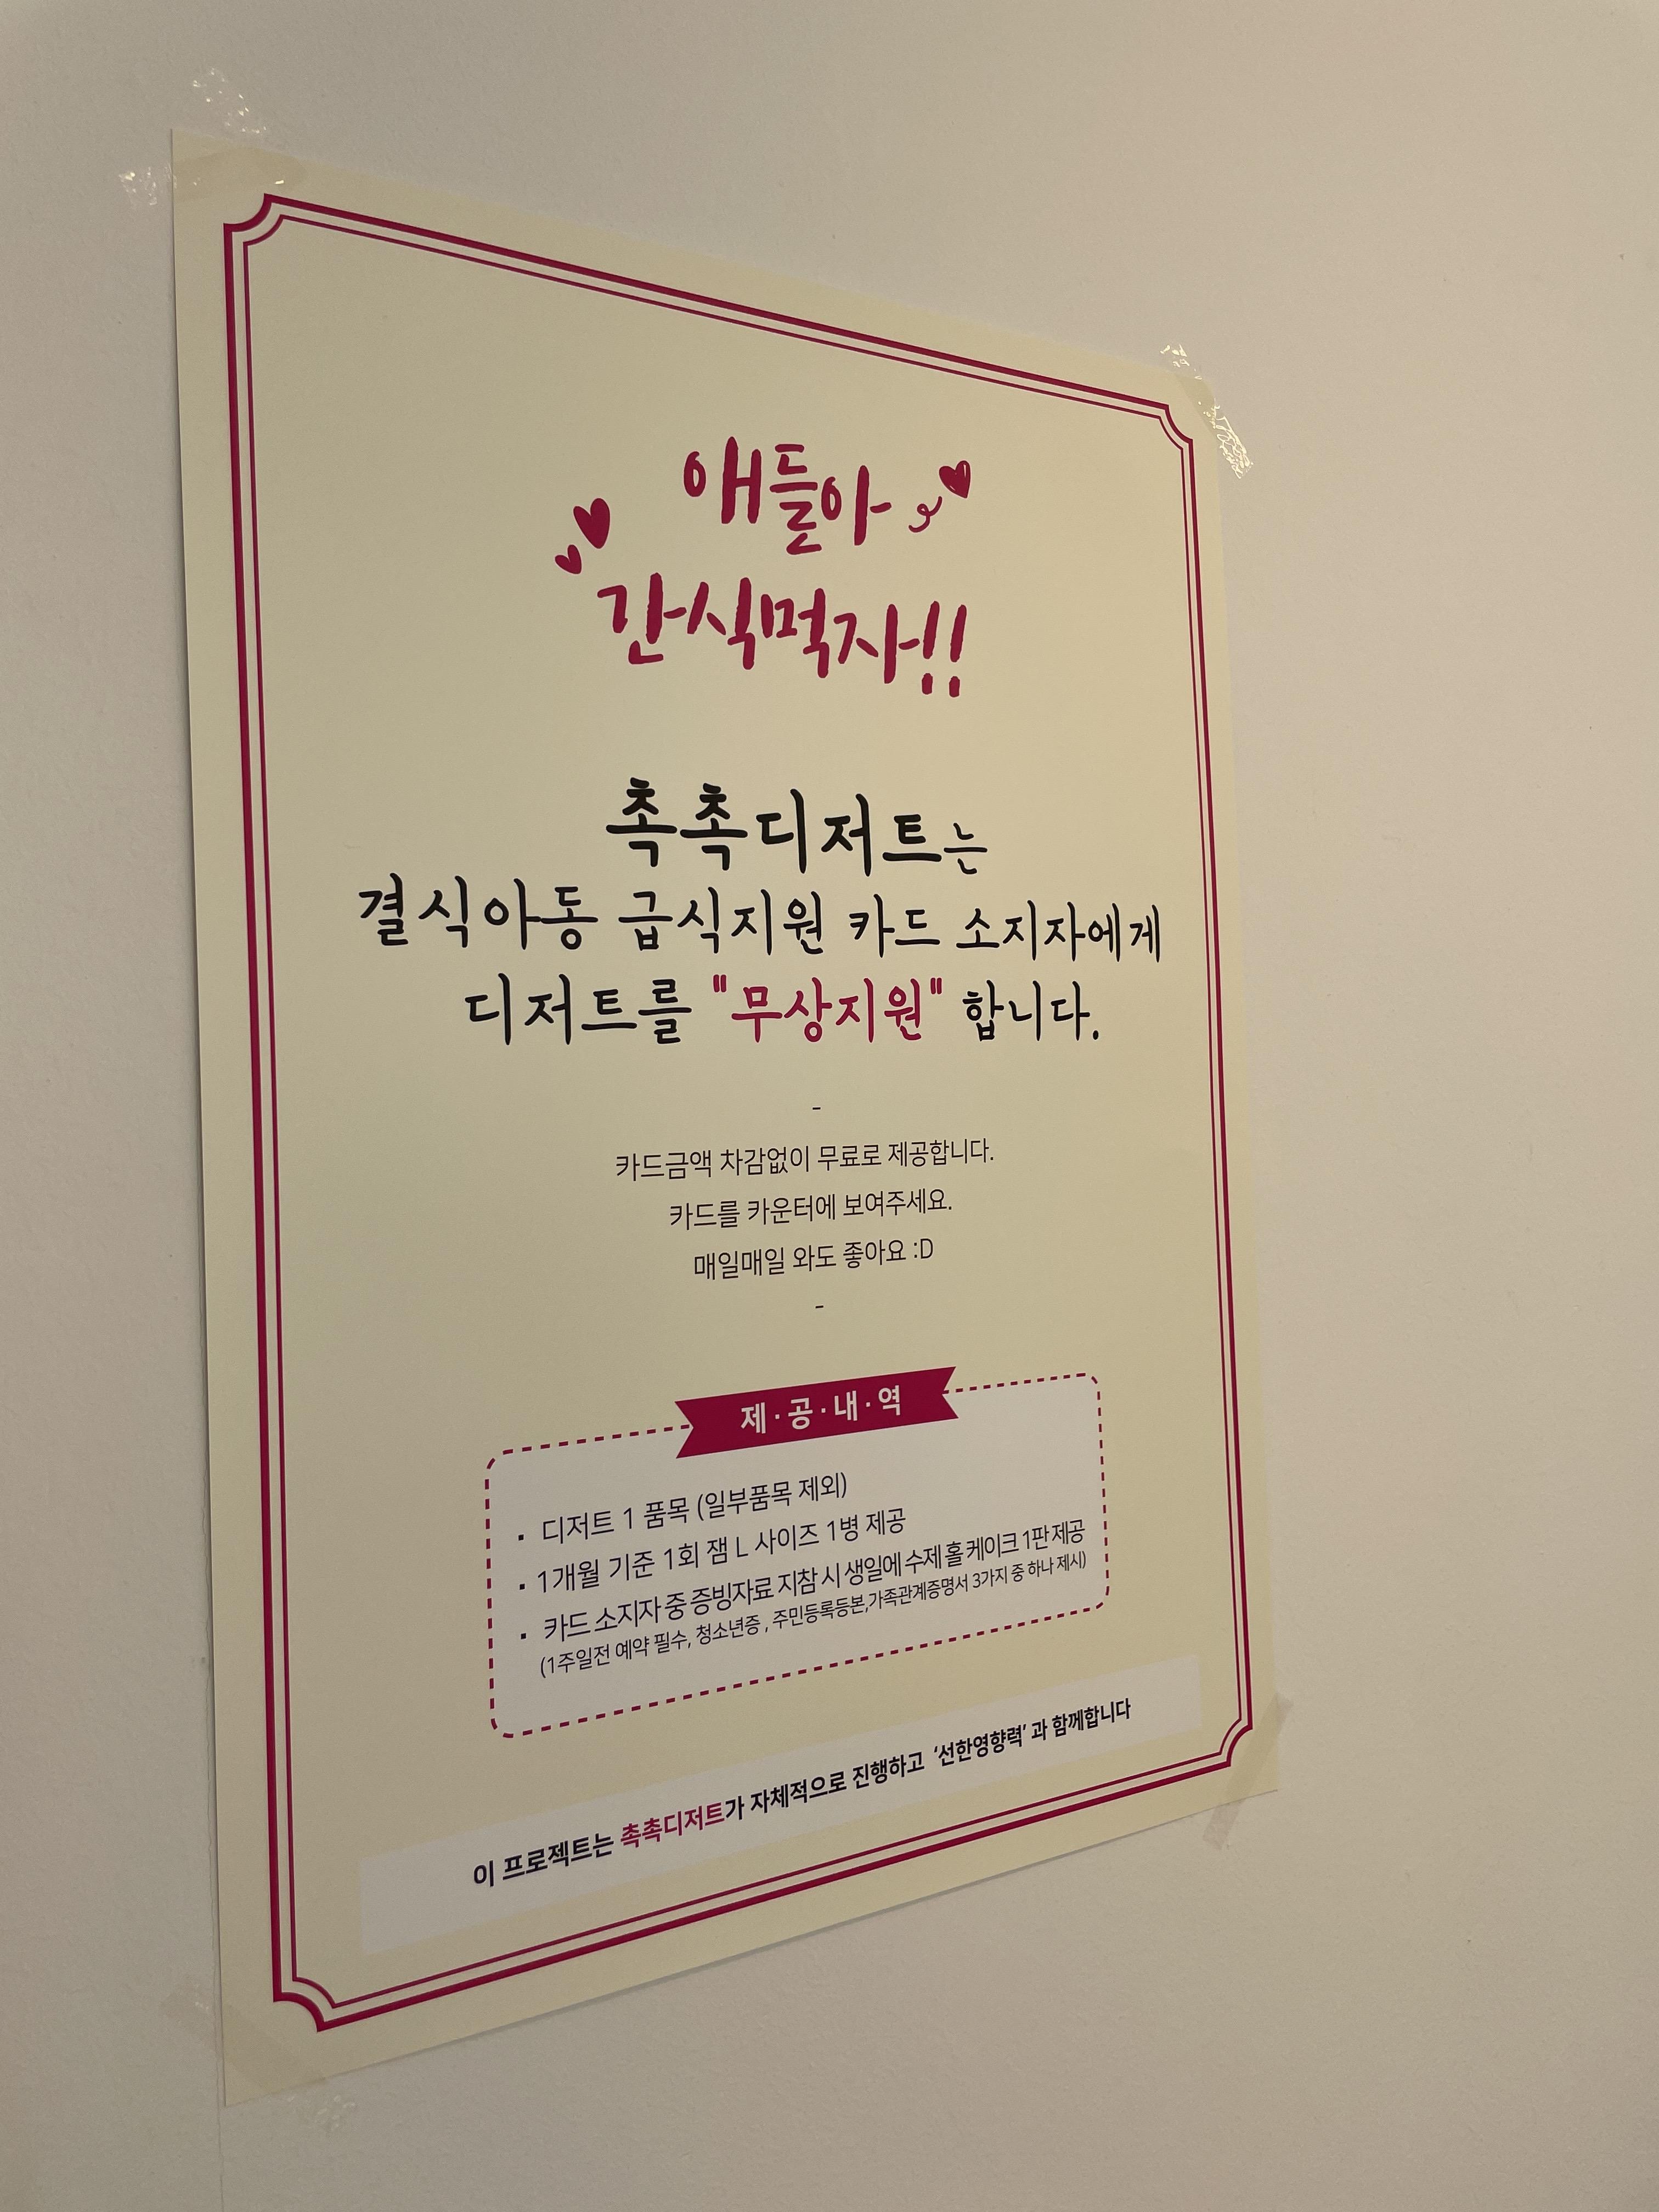 애들아
간식먹자!!
촉촉디저트는
결식아동 급식지원 카드 소지자에게
디저트를 "무상지원" 합니다.
-
카드금액 차감없이 무료로 제공합니다.
카드를 카운터에 보여주세요.
매일매일 와도 좋아요 :D
-
제·공·내·역
· 디저트 1 품목 (일부품목 제외)
· 1개월 기준 1회 잼 L 사이즈 1병 제공
· 카드 소지자 중 증빙자료 지참 시 생일에 수제 홀 케이크 1판 제공
(1주일전 예약 필수, 청소년증 , 주민등록등본,가족관계증명서 3가지 중 하나 제시)
이 프로젝트는 촉촉디저트가 자체적으로 진행하고 '선한영향력' 과 함께합니다